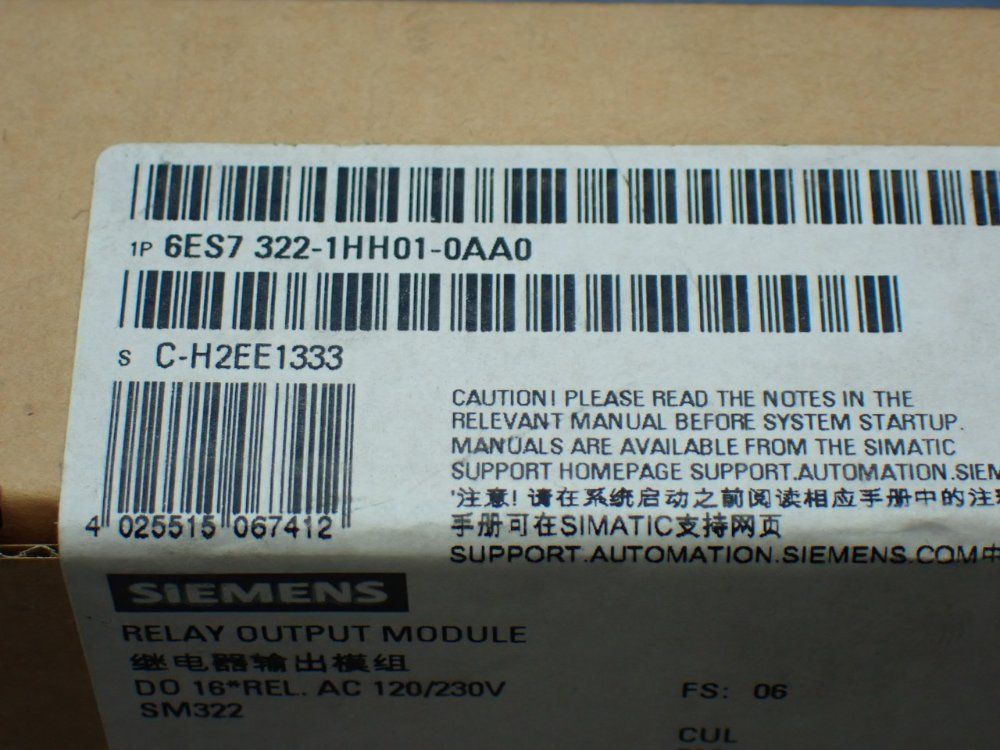 1P 6ES7 322-1HH01-0AA0
S C-H2EE1333
4 025515 067412
CAUTION! PLEASE READ THE NOTES IN THE
RELEVANT MANUAL BEFORE SYSTEM STARTUP.
MANUALS ARE AVAILABLE FROM THE SIMATIC
SUPPORT HOMEPAGE SUPPORT.AUTOMATION.SIEM
'注意! 请在系统启动之前阅读相应手册中的注
手册可在SIMATIC支持网页
SUPPORT.AUTOMATION.SIEMENS.COM中
SIEMENS
RELAY OUTPUT MODULE
继电器输出模组
DO 16*REL. AC 120/230V
SM322
FS: 06
CUL